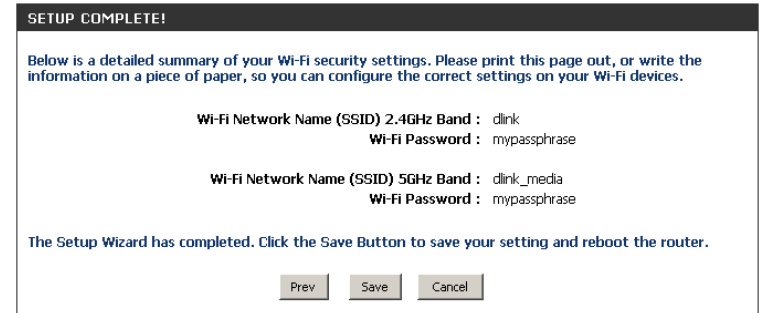 SETUP COMPLETE!
Below is a detailed summary of your Wi-Fi security settings. Please print this page out, or write the
information on a piece of paper, so you can configure the correct settings on your Wi-Fi devices.
Wi-Fi Network Name (SSID) 2.4GHz Band : dlink
Wi-Fi Password : mypassphrase
Wi-Fi Network Name (SSID) 5GHz Band : dlink_media
Wi-Fi Password : mypassphrase
The Setup Wizard has completed. Click the Save Button to save your setting and reboot the router.
Prev Save Cancel